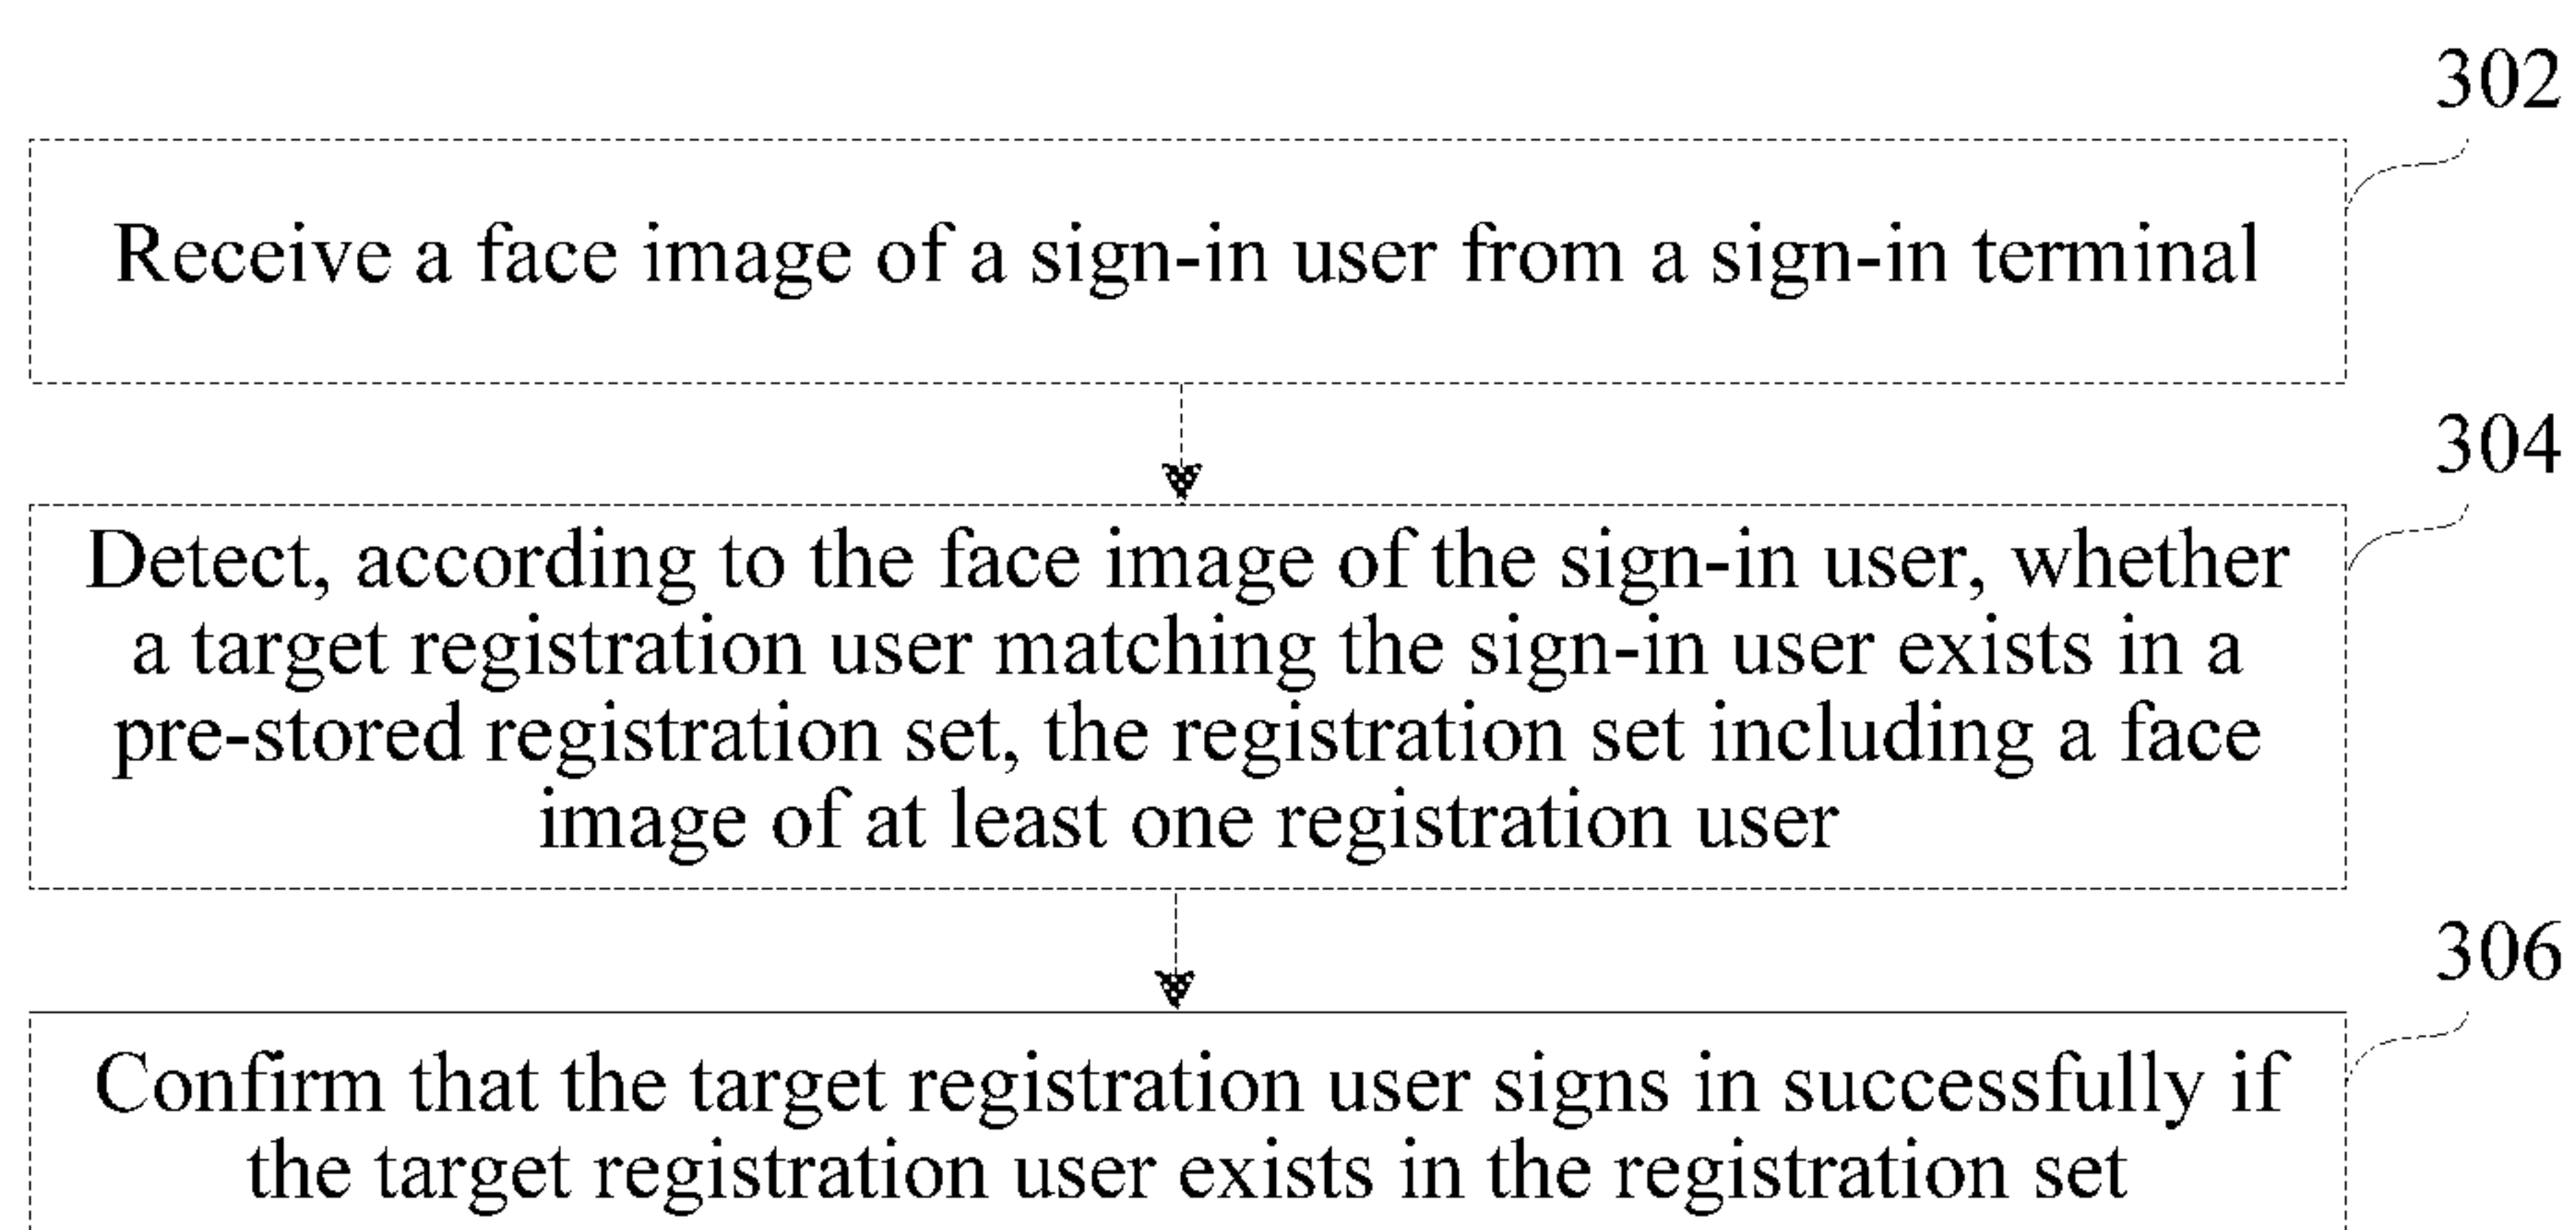 302
Receive a face image of a sign-in user from a sign-in terminal
304
Detect, according to the face image of the sign-in user, whether
a target registration user matching the sign-in user exists in a
pre-stored registration set, the registration set including a face
image of at least one registration user
306
Confirm that the target registration user signs in successfully if
the target registration user exists in the registration set